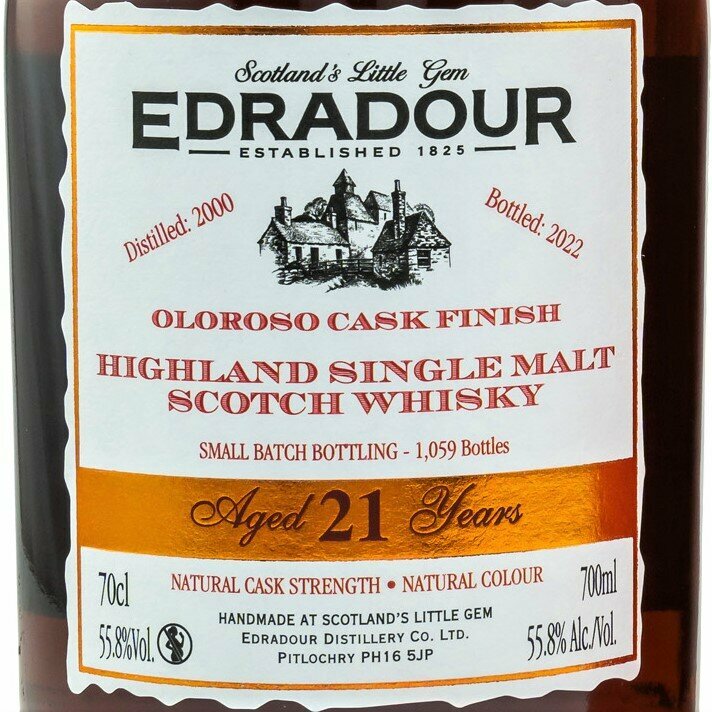 Scotland's Little Gem
EDRADOUR
ESTABLISHED 1825
Distilled: 2000
Bottled: 2022
OLOROSO CASK FINISH
HIGHLAND SINGLE MALT
SCOTCH WHISKY
SMALL BATCH BOTTLING - 1,059 Bottles
Aged 21 Years
NATURAL CASK STRENGTH • NATURAL COLOUR
70cl
700ml
HANDMADE AT SCOTLAND'S LITTLE GEM
EDRADOUR DISTILLERY CO. LTD.
PITLOCHRY PH16 5JP
55.8%Vol.
55.8% Alc./Vol.